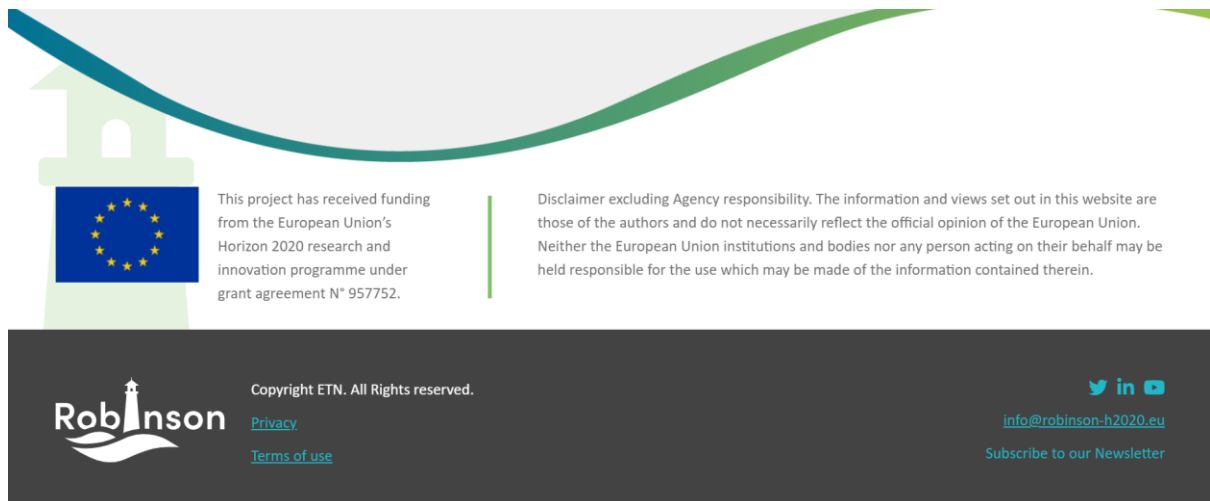 This project has received funding
from the European Union's
Horizon 2020 research and
innovation programme under
grant agreement N° 957752.
Disclaimer excluding Agency responsibility. The information and views set out in this website are
those of the authors and do not necessarily reflect the official opinion of the European Union.
Neither the European Union institutions and bodies nor any person acting on their behalf may be
held responsible for the use which may be made of the information contained therein.
Robinson
Copyright ETN. All Rights reserved.
Privacy
Terms of use
info@robinson-h2020.eu
Subscribe to our Newsletter